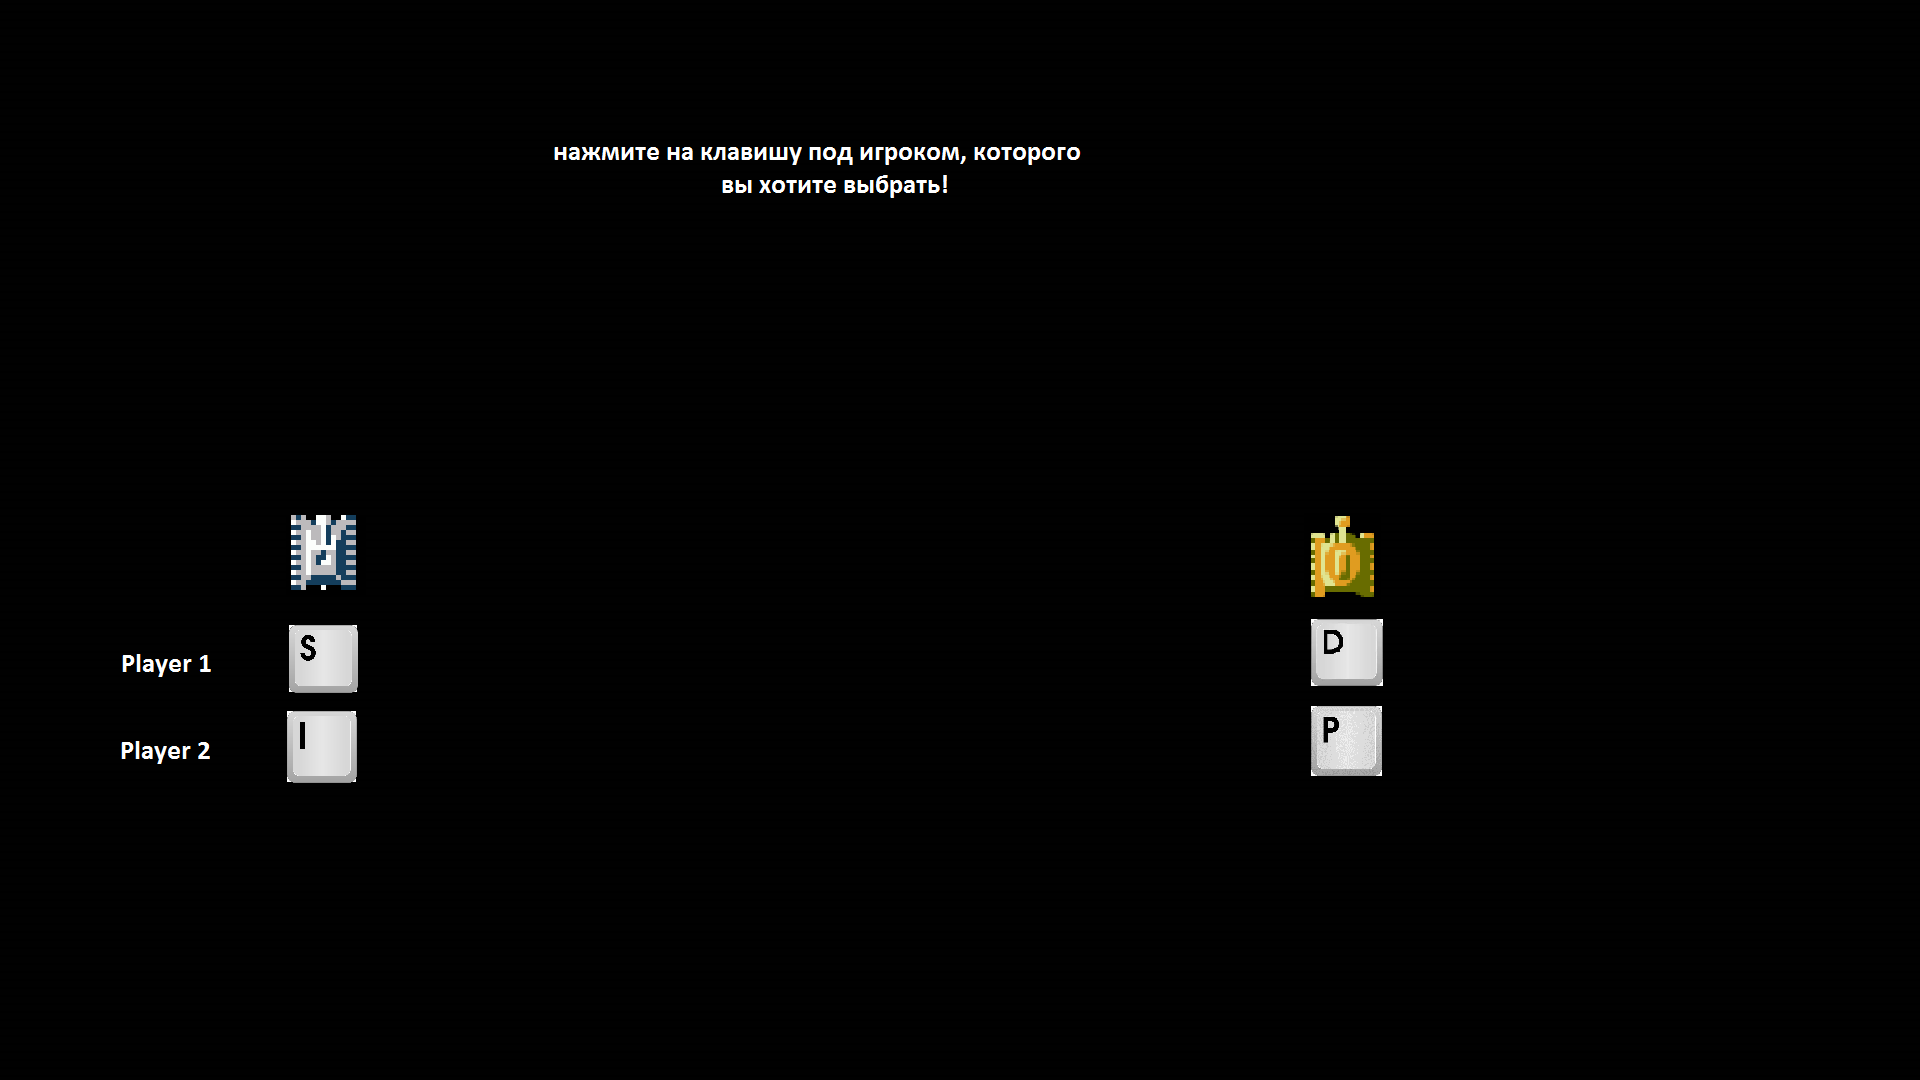 нажмите на клавишу под игроком, которого
вы хотите выбрать!
Player 1
S
D
Player 2
I
P